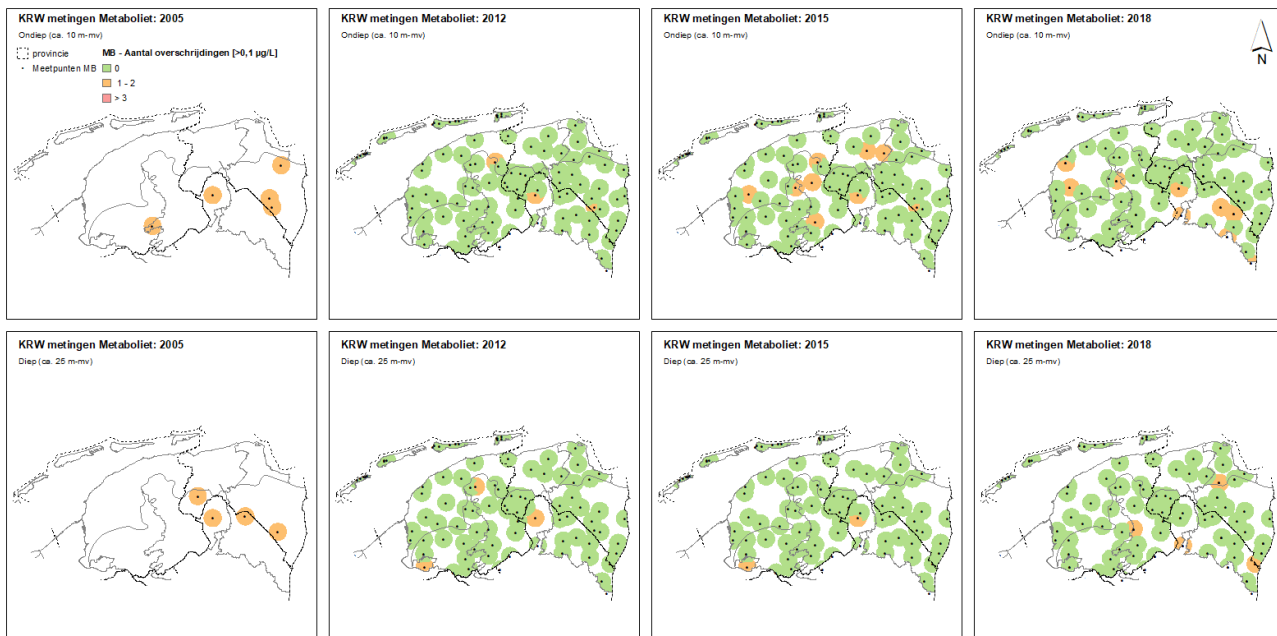 KRW metingen Metaboliet: 2005
Ondiep (ca. 10 m-mv)
provincie
MB - Aantal overschrijdingen [>0,1 µg/L]
Meetpunten MB
0
1 - 2
> 3
KRW metingen Metaboliet: 2012
Ondiep (ca. 10 m-mv)
KRW metingen Metaboliet: 2015
Ondiep (ca. 10 m-mv)
KRW metingen Metaboliet: 2018
Ondiep (ca. 10 m-mv)
N
KRW metingen Metaboliet: 2005
Diep (ca. 25 m-mv)
KRW metingen Metaboliet: 2012
Diep (ca. 25 m-mv)
KRW metingen Metaboliet: 2015
Diep (ca. 25 m-mv)
KRW metingen Metaboliet: 2018
Diep (ca. 25 m-mv)